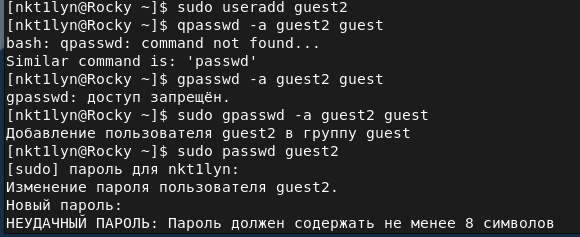 [nkt1lyn@Rocky ~]$ sudo useradd guest2
[nkt1lyn@Rocky ~]$ qpasswd -a guest2 guest
bash: qpasswd: command not found...
Similar command is: 'passwd'
[nkt1lyn@Rocky ~]$ gpasswd -a guest2 guest
gpasswd: доступ запрещён.
[nkt1lyn@Rocky ~]$ sudo gpasswd -a guest2 guest
Добавление пользователя guest2 в группу guest
[nkt1lyn@Rocky ~]$ sudo passwd guest2
[sudo] пароль для nkt1lyn:
Изменение пароля пользователя guest2.
Новый пароль:
НЕУДАЧНЫЙ ПАРОЛЬ: Пароль должен содержать не менее 8 символов